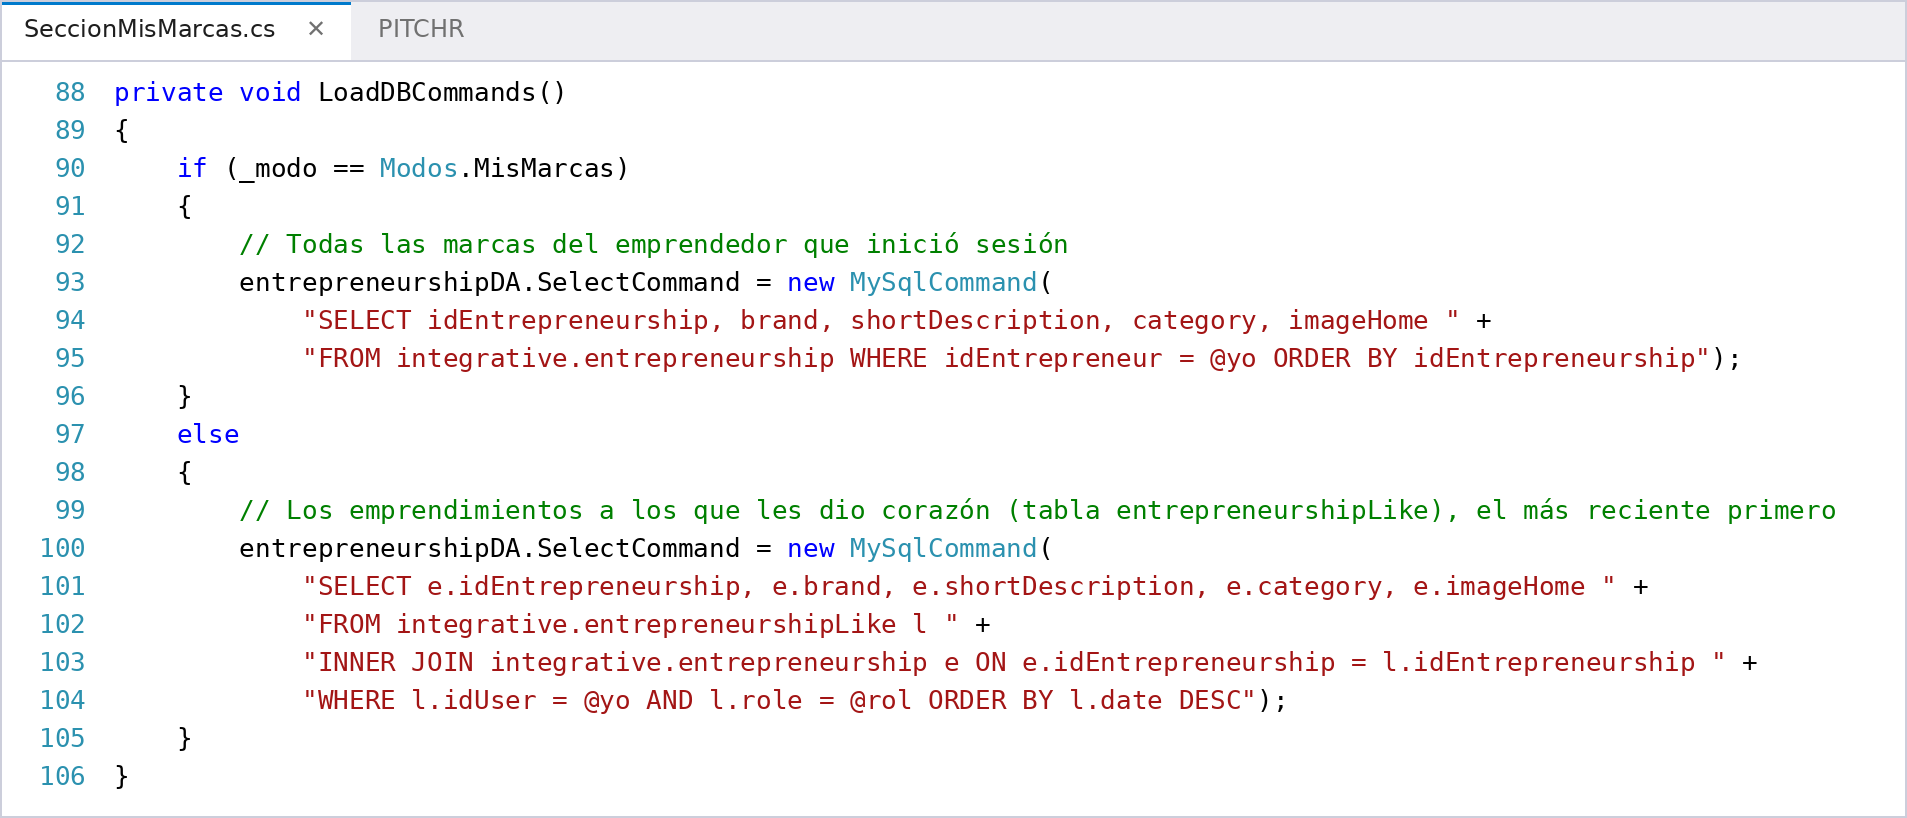 SeccionMisMarcas.cs ✕ PITCHR
88 private void LoadDBCommands()
89 {
90     if (_modo == Modos.MisMarcas)
91     {
92         // Todas las marcas del emprendedor que inició sesión
93         entrepreneurshipDA.SelectCommand = new MySqlCommand(
94             "SELECT idEntrepreneurship, brand, shortDescription, category, imageHome " +
95             "FROM integrative.entrepreneurship WHERE idEntrepreneur = @yo ORDER BY idEntrepreneurship");
96     }
97     else
98     {
99         // Los emprendimientos a los que les dio corazón (tabla entrepreneurshipLike), el más reciente primero
100         entrepreneurshipDA.SelectCommand = new MySqlCommand(
101             "SELECT e.idEntrepreneurship, e.brand, e.shortDescription, e.category, e.imageHome " +
102             "FROM integrative.entrepreneurshipLike l " +
103             "INNER JOIN integrative.entrepreneurship e ON e.idEntrepreneurship = l.idEntrepreneurship " +
104             "WHERE l.idUser = @yo AND l.role = @rol ORDER BY l.date DESC");
105     }
106 }